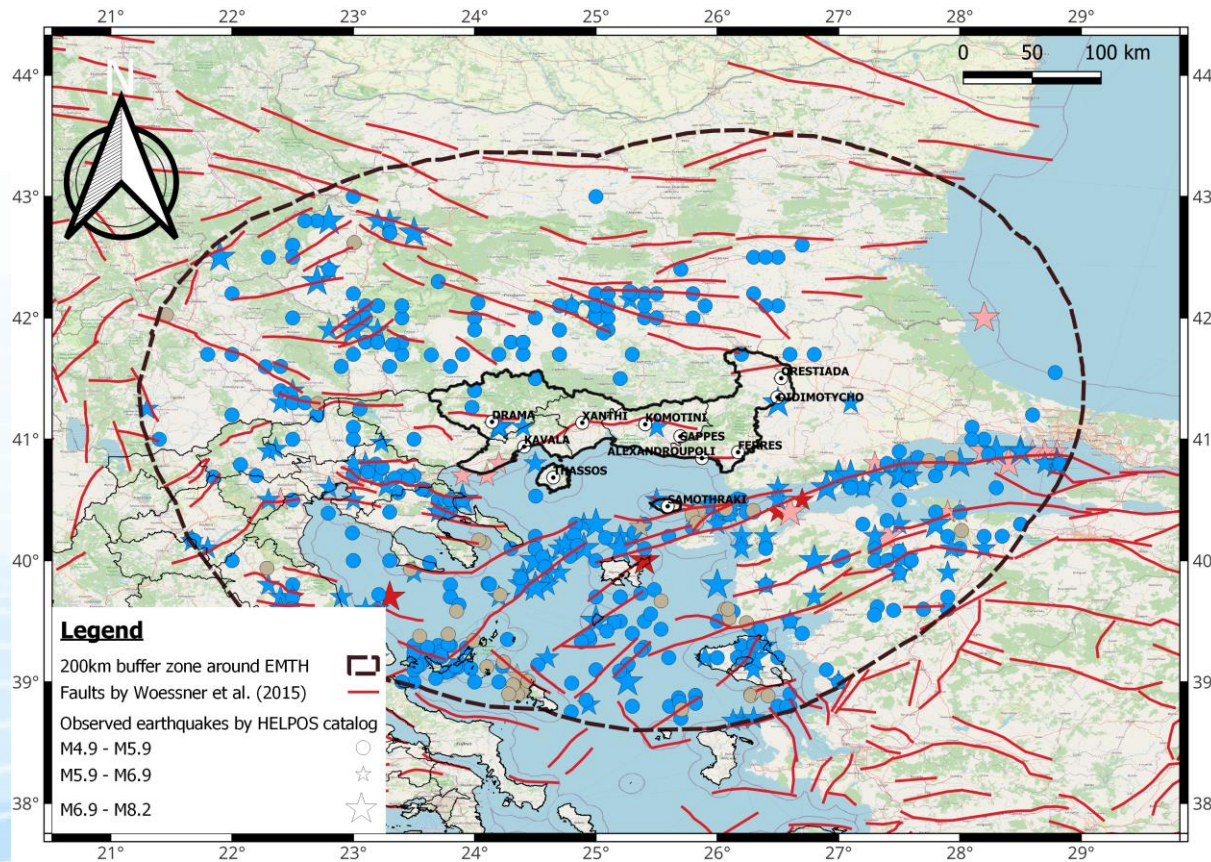 21° 22° 23° 24° 25° 26° 27° 28° 29°
0 50 100 km
N
44° 44
43° 43
42° 42
ORESTIADA
DIDIMOTYCHO
DRAMA XANTHI KOMOTINI
SAPPES
41° KAVALA FERRES 41
ALEXANDROUPOLI
THASSOS
SAMOTHRAKI
40° 40
Legend
200km buffer zone around EMTH
Faults by Woessner et al. (2015)
39° 39
Observed earthquakes by HELPOS catalog
M4.9 - M5.9
M5.9 - M6.9
M6.9 - M8.2
38° 38
21° 22° 23° 24° 25° 26° 27° 28° 29°